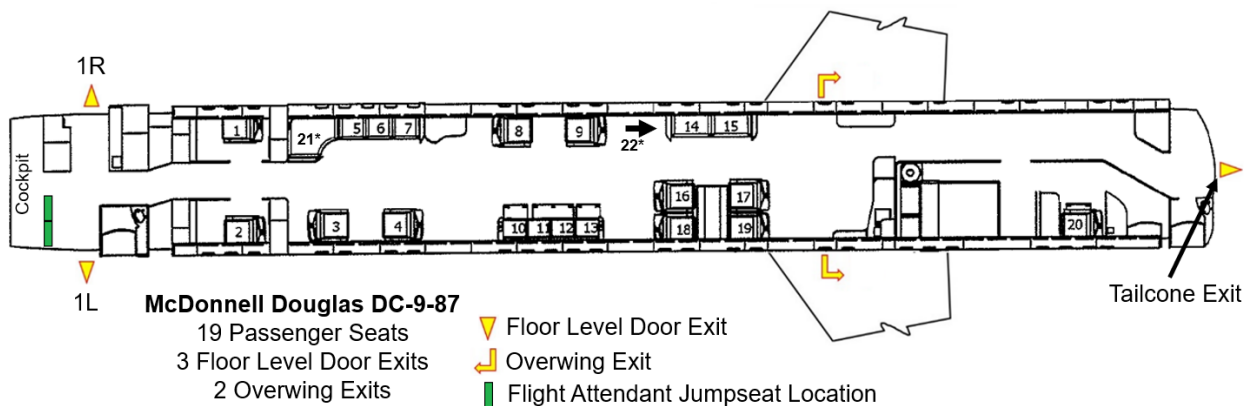 1R
Cockpit
1
21*
5 6 7
8
9
22*
14 15
16
17
2
3
4
10 11 12 13
18
19
20
1L
Tailcone Exit
McDonnell Douglas DC-9-87
19 Passenger Seats
3 Floor Level Door Exits
2 Overwing Exits
Floor Level Door Exit
Overwing Exit
Flight Attendant Jumpseat Location